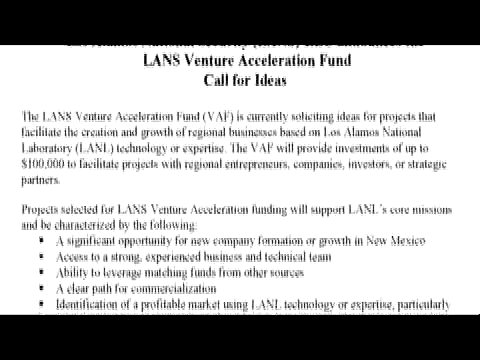 LANS Venture Acceleration Fund
Call for Ideas
The LANS Venture Acceleration Fund (VAF) is currently soliciting ideas for projects that
facilitate the creation and growth of regional businesses based on Los Alamos National
Laboratory (LANL) technology or expertise. The VAF will provide investments of up to
$100,000 to facilitate projects with regional entrepreneurs, companies, investors, or strategic
partners.
Projects selected for LANS Venture Acceleration funding will support LANL's core missions
and be characterized by the following:
▪ A significant opportunity for new company formation or growth in New Mexico
▪ Access to a strong, experienced business and technical team
▪ Ability to leverage matching funds from other sources
▪ A clear path for commercialization
▪ Identification of a profitable market using LANL technology or expertise, particularly